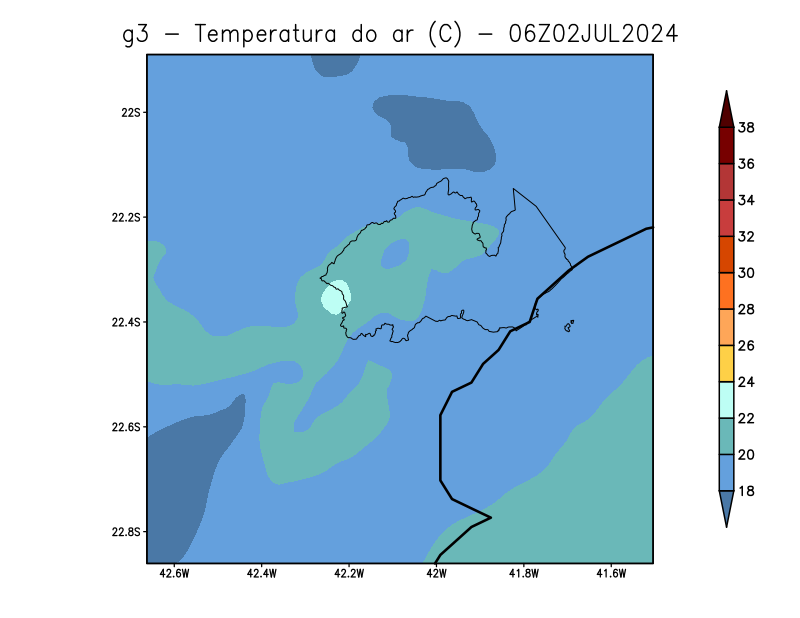 g3 − Temperatura do ar (C) − 06Z02JUL2024
22S
22.2S
22.4S
22.6S
22.8S
42.6W
42.4W
42.2W
42W
41.8W
41.6W
38
36
34
32
30
28
26
24
22
20
18